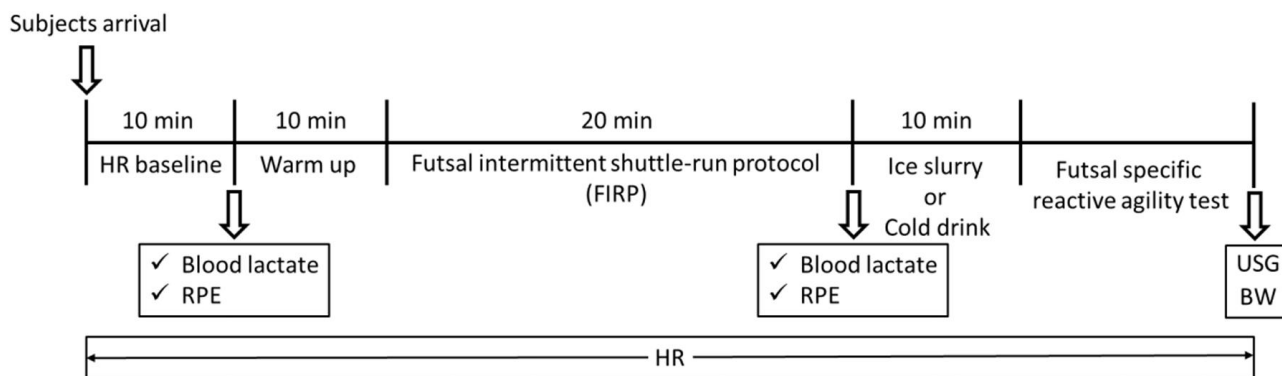 Subjects arrival
10 min
10 min
20 min
10 min
HR baseline
Warm up
Futsal intermittent shuttle-run protocol
(FIRP)
Ice slurry
or
Cold drink
Futsal specific
reactive agility test
✓ Blood lactate
✓ RPE
✓ Blood lactate
✓ RPE
USG
BW
HR